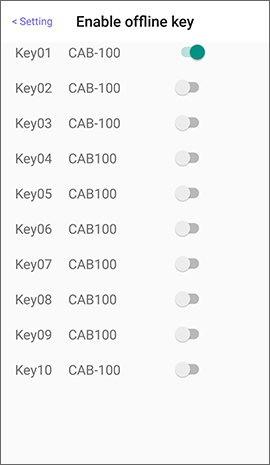 < Setting Enable offline key
Key01 CAB-100
Key02 CAB-100
Key03 CAB-100
Key04 CAB100
Key05 CAB100
Key06 CAB100
Key07 CAB100
Key08 CAB100
Key09 CAB100
Key10 CAB-100